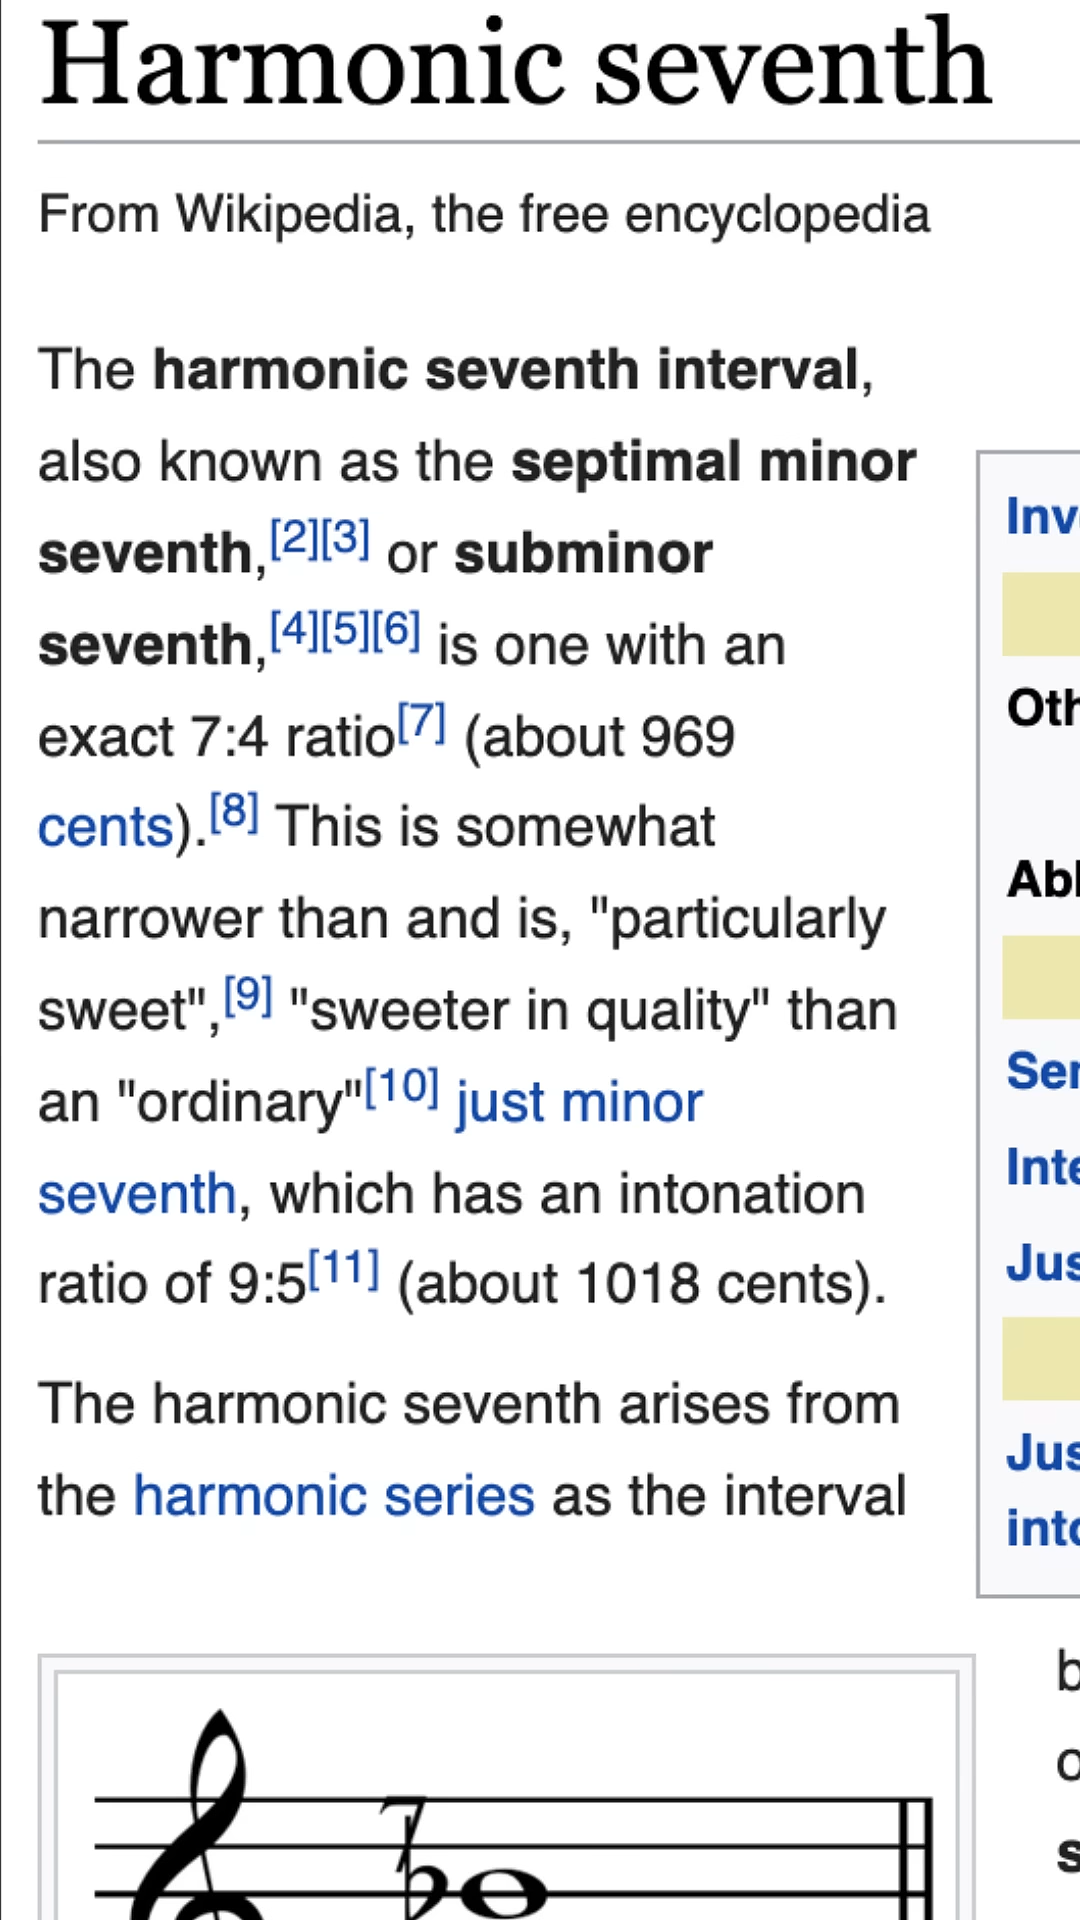 Harmonic seventh
From Wikipedia, the free encyclopedia
The harmonic seventh interval,
also known as the septimal minor
seventh,[2][3] or subminor
seventh,[4][5][6] is one with an
exact 7:4 ratio[7] (about 969
cents).[8] This is somewhat
narrower than and is, "particularly
sweet",[9] "sweeter in quality" than
an "ordinary"[10] just minor
seventh, which has an intonation
ratio of 9:5[11] (about 1018 cents).
The harmonic seventh arises from
the harmonic series as the interval
7